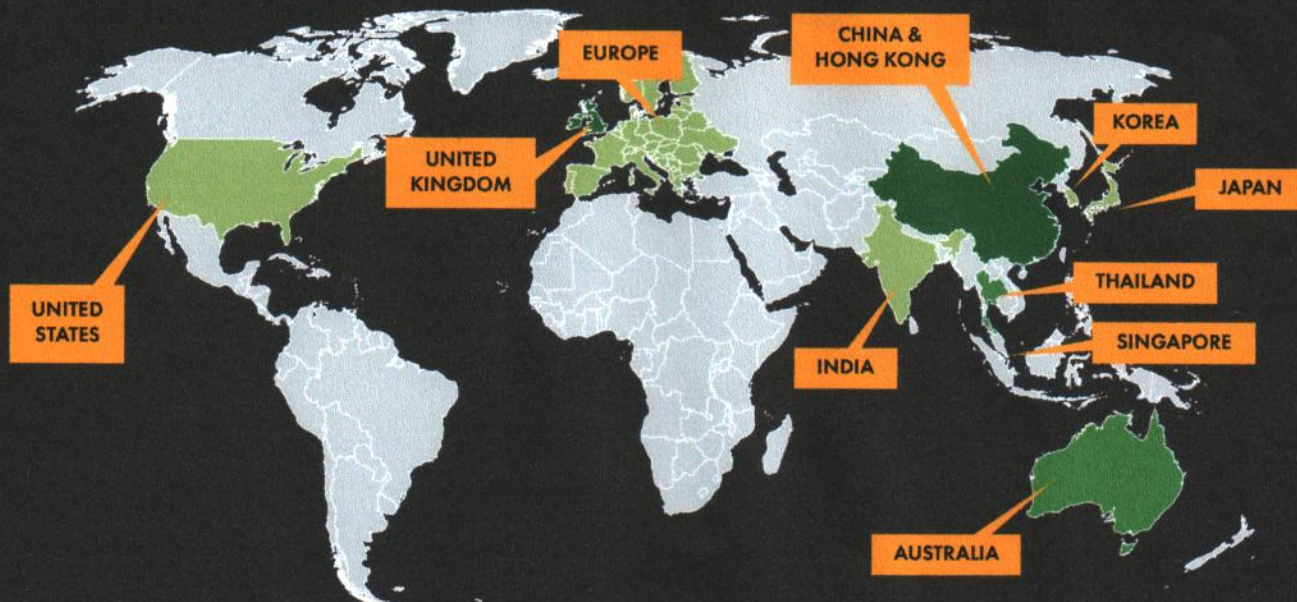 EUROPE
CHINA &
HONG KONG
KOREA
UNITED
KINGDOM
JAPAN
THAILAND
UNITED
STATES
SINGAPORE
INDIA
AUSTRALIA